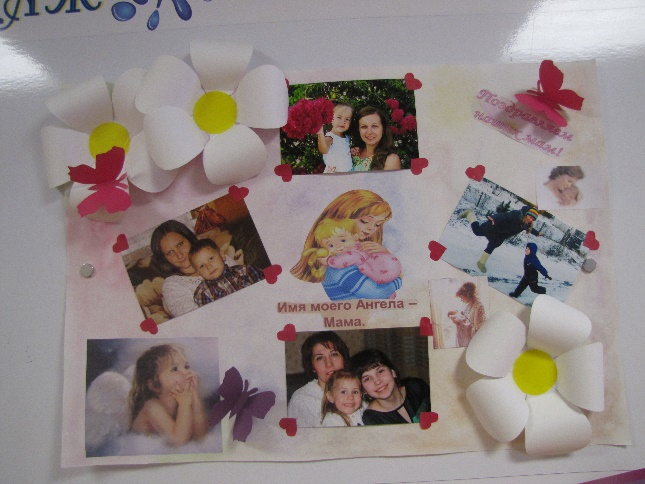 Поздравляем
наших мам!
Имя моего Ангела –
Мама.